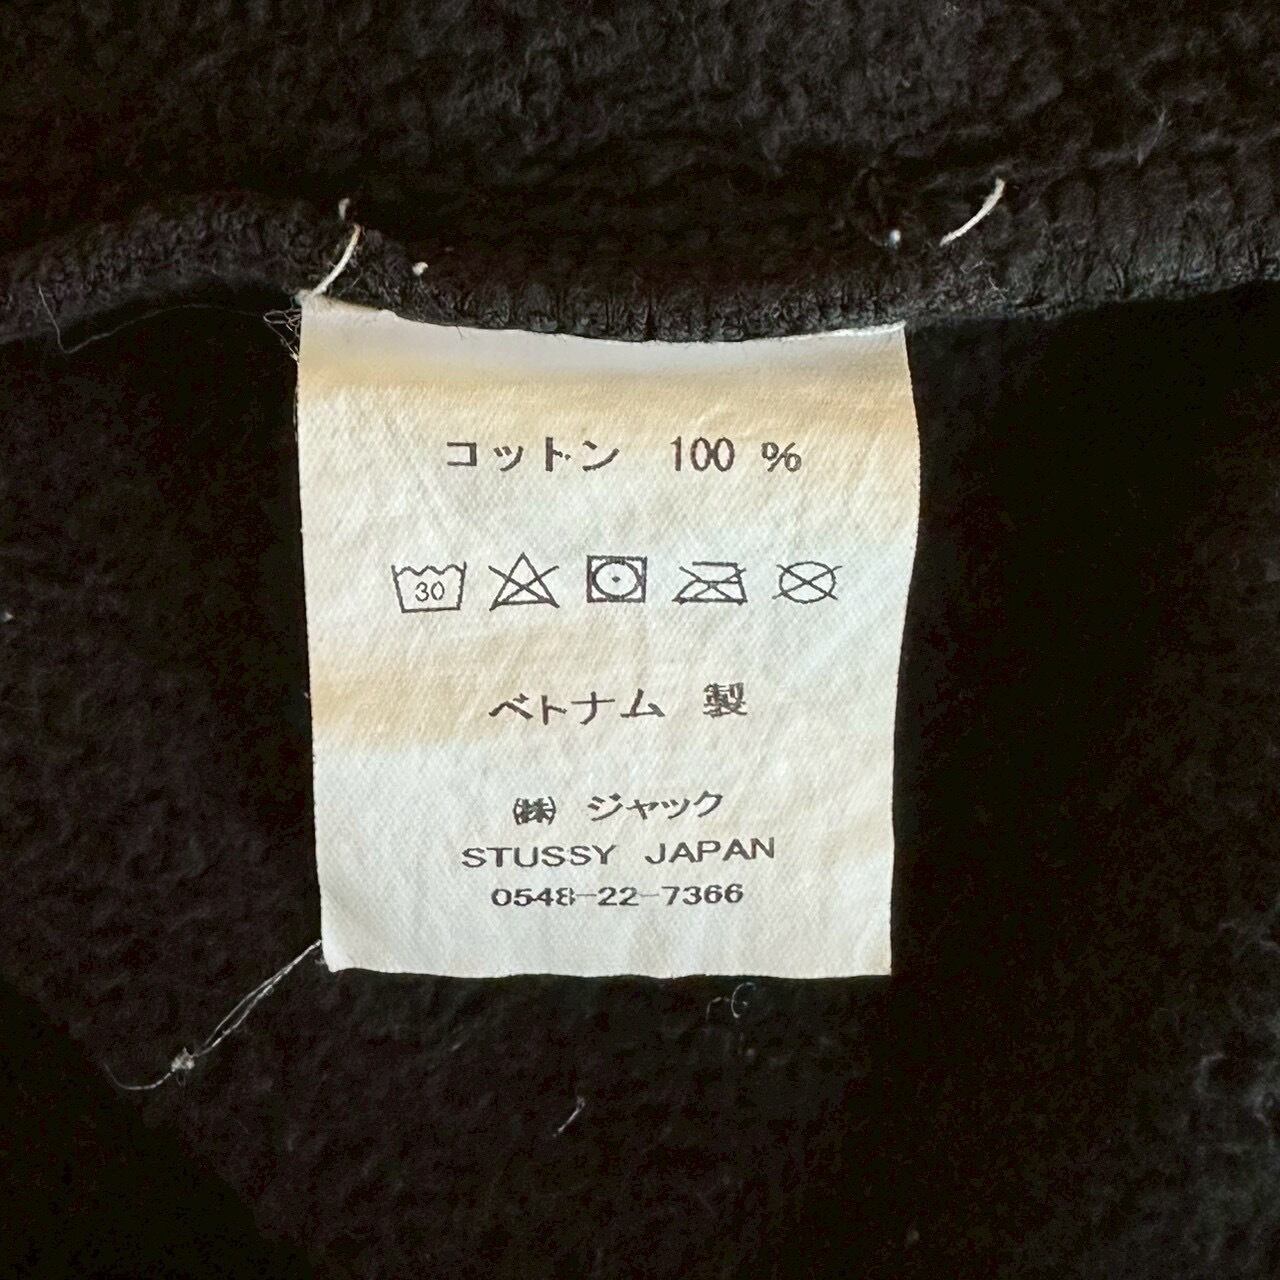 コットン 100 %
30
ベトナム 製
㈱ ジャック
STUSSY JAPAN
0548-22-7366